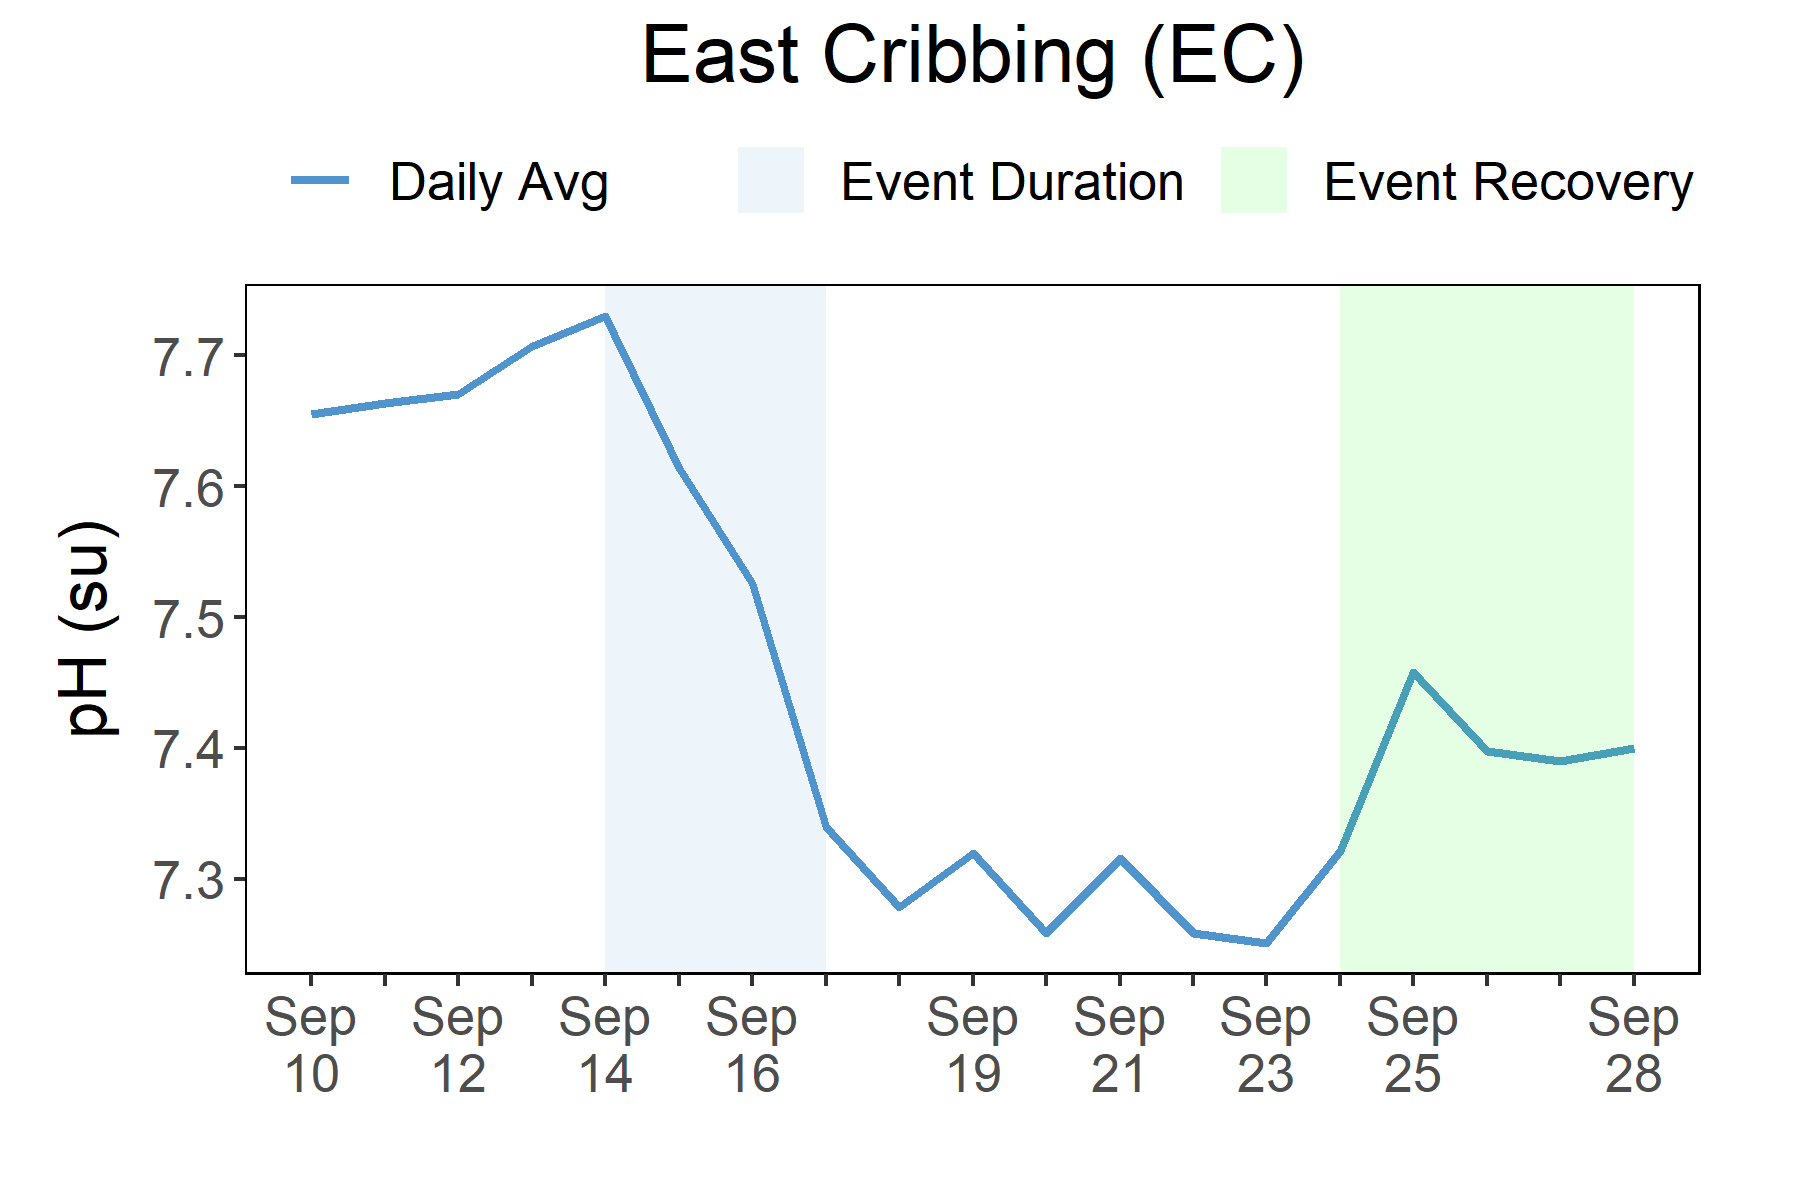 East Cribbing (EC)
Daily Avg Event Duration Event Recovery
pH (su)
7.7
7.6
7.5
7.4
7.3
Sep Sep Sep Sep Sep Sep Sep Sep Sep
10 12 14 16 19 21 23 25 28